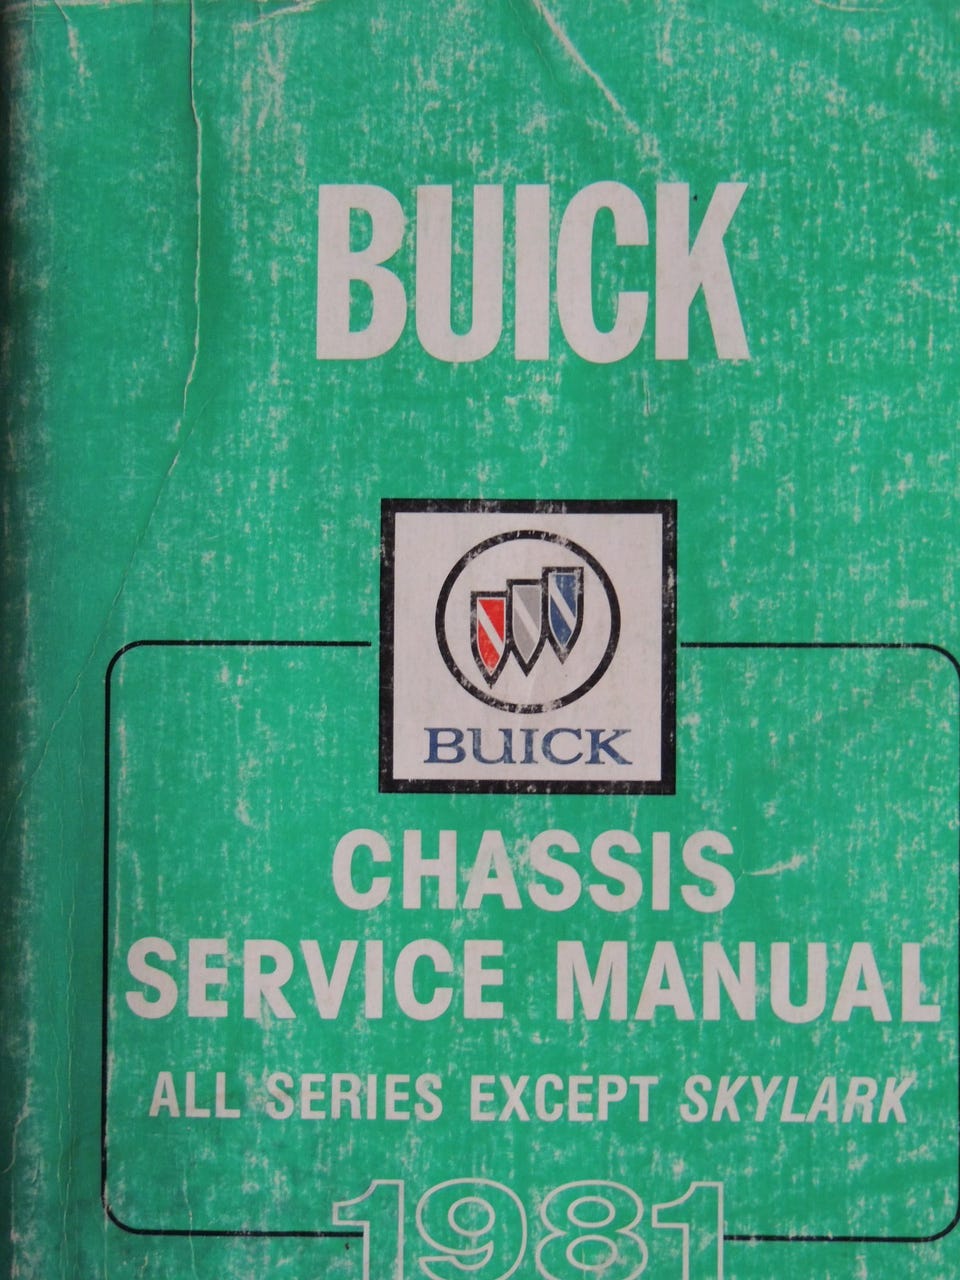 BUICK
BUICK
CHASSIS
SERVICE MANUAL
ALL SERIES EXCEPT SKYLARK
1981